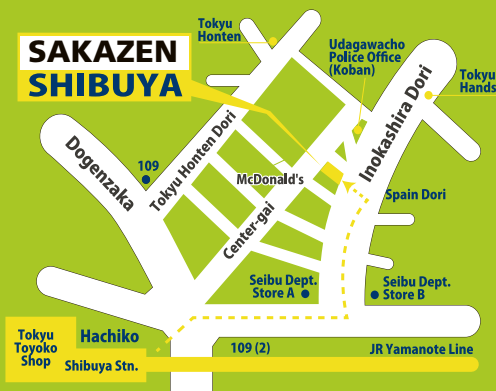 Tokyu
Honten
SAKAZEN
SHIBUYA
Udagawacho
Police Office
(Koban)
Tokyu
Hands
Inokashira Dori
Tokyu Honten Dori
Dogenzaka
109
McDonald's
Center-gai
Spain Dori
Seibu Dept.
Store A
Seibu Dept.
Store B
Tokyu
Toyoko
Shop
Hachiko
Shibuya Stn.
109 (2)
JR Yamanote Line